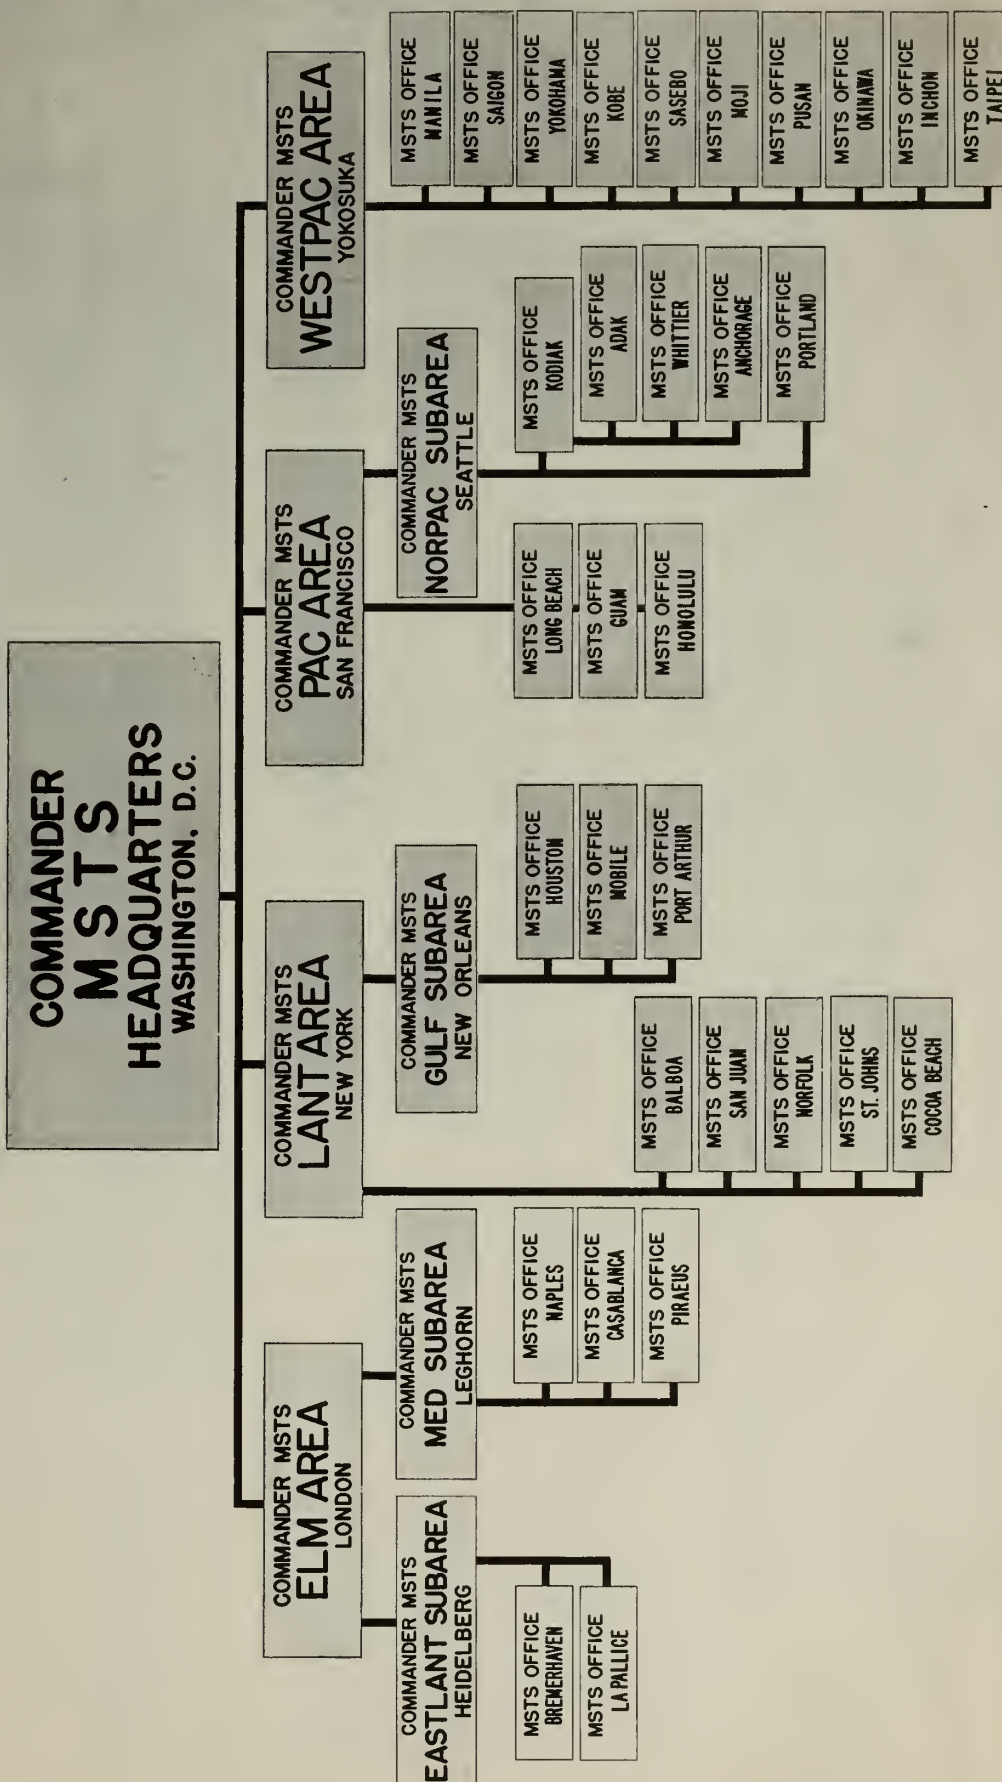 COMMANDER
MSTS
HEADQUARTERS
WASHINGTON, D.C.
COMMANDER MSTS
ELM AREA
LONDON
COMMANDER MSTS
EASTLANT SUBAREA
HEIDELBERG
MSTS OFFICE
BREMERHAVEN
MSTS OFFICE
LA PALLICE
COMMANDER MSTS
MED SUBAREA
LEGHORN
MSTS OFFICE
NAPLES
MSTS OFFICE
CASABLANCA
MSTS OFFICE
PIRAEUS
COMMANDER MSTS
LANT AREA
NEW YORK
MSTS OFFICE
BALBOA
MSTS OFFICE
SAN JUAN
MSTS OFFICE
NORFOLK
MSTS OFFICE
ST. JOHNS
MSTS OFFICE
COCOA BEACH
COMMANDER MSTS
GULF SUBAREA
NEW ORLEANS
MSTS OFFICE
HOUSTON
MSTS OFFICE
MOBILE
MSTS OFFICE
PORT ARTHUR
COMMANDER MSTS
PAC AREA
SAN FRANCISCO
MSTS OFFICE
LONG BEACH
MSTS OFFICE
GUAM
MSTS OFFICE
HONOLULU
COMMANDER MSTS
NORPAC SUBAREA
SEATTLE
MSTS OFFICE
KODIAK
MSTS OFFICE
ADAK
MSTS OFFICE
WHITTIER
MSTS OFFICE
ANCHORAGE
MSTS OFFICE
PORTLAND
COMMANDER MSTS
WESTPAC AREA
YOKOSUKA
MSTS OFFICE
MANILA
MSTS OFFICE
SAIGON
MSTS OFFICE
YOKOHAMA
MSTS OFFICE
KOBE
MSTS OFFICE
SASEBO
MSTS OFFICE
MOJI
MSTS OFFICE
PUSAN
MSTS OFFICE
OKINAWA
MSTS OFFICE
INCHON
MSTS OFFICE
TAIPEI